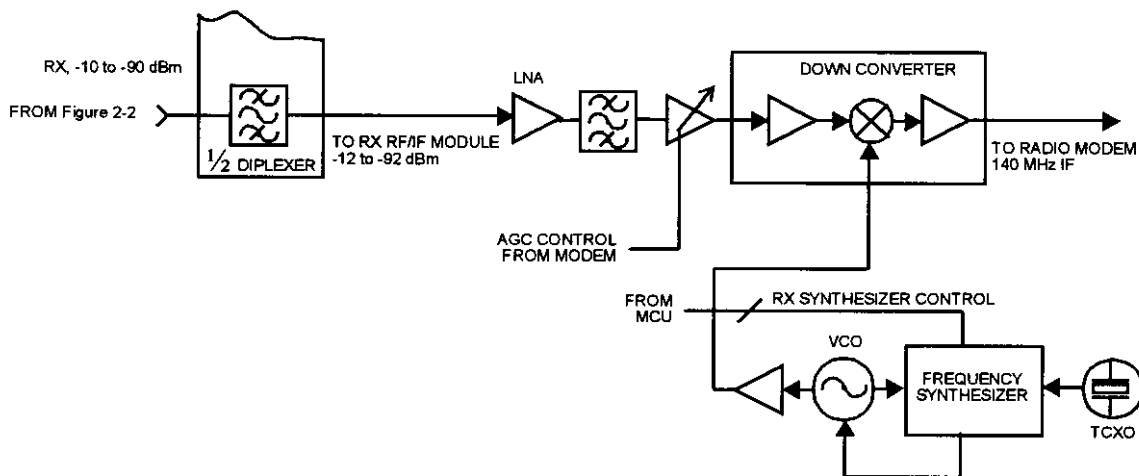 RX, -10 to -90 dBm
FROM Figure 2-2
1/2 DIPLEXER
TO RX RF/IF MODULE
-12 to -92 dBm
LNA
DOWN CONVERTER
TO RADIO MODEM
140 MHz IF
AGC CONTROL
FROM MODEM
FROM
MCU
RX SYNTHESIZER CONTROL
VCO
FREQUENCY
SYNTHESIZER
TCXO